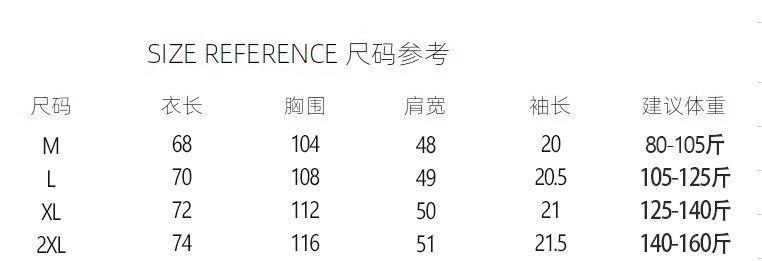 SIZE REFERENCE 尺码参考
尺码 衣长 胸围 肩宽 袖长 建议体重
M 68 104 48 20 80-105斤
L 70 108 49 20.5 105-125斤
XL 72 112 50 21 125-140斤
2XL 74 116 51 21.5 140-160斤